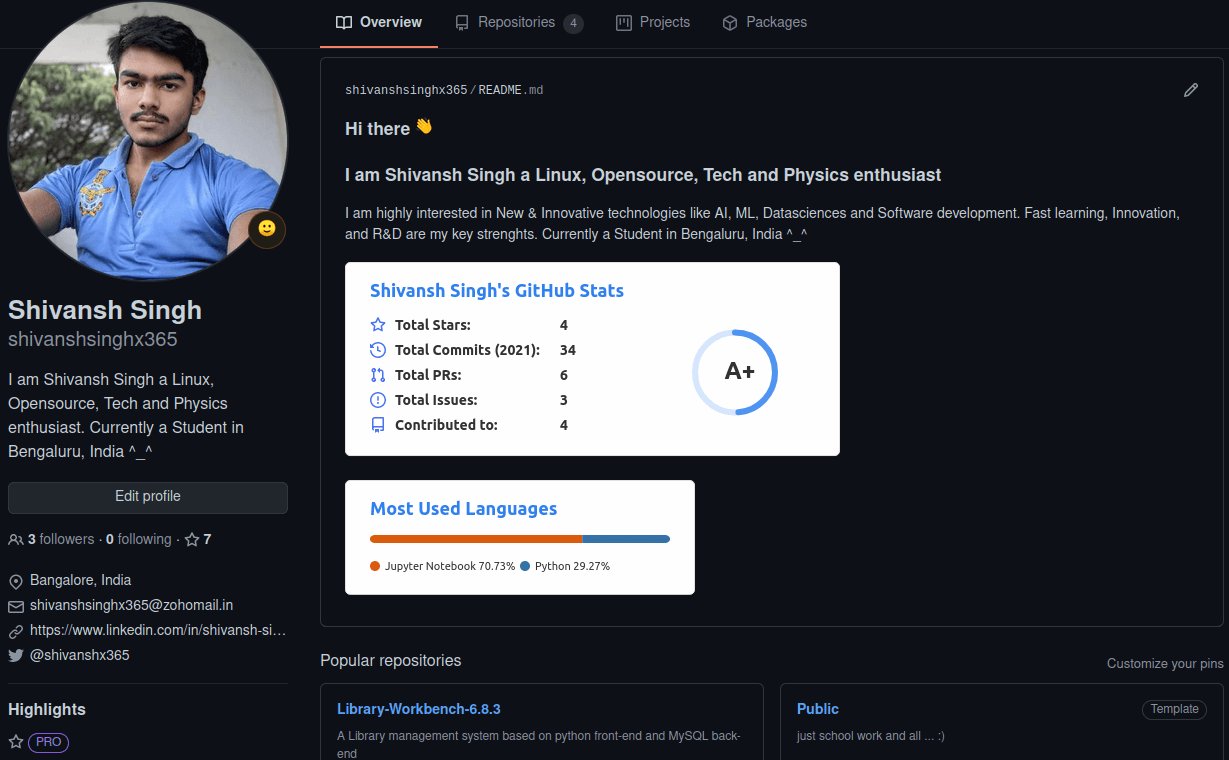 Overview
Repositories 4
Projects
Packages
Shivansh Singh
shivanshsinghx365
I am Shivansh Singh a Linux,
Opensource, Tech and Physics
enthusiast. Currently a Student in
Bengaluru, India ^_^
Edit profile
3 followers · 0 following · 7
Bangalore, India
shivanshsinghx365@zohomail.in
https://www.linkedin.com/in/shivansh-si...
@shivanshx365
Highlights
PRO
shivanshsinghx365/README.md
Hi there 👋
I am Shivansh Singh a Linux, Opensource, Tech and Physics enthusiast
I am highly interested in New & Innovative technologies like AI, ML, Datasciences and Software development. Fast learning, Innovation,
and R&D are my key strenghts. Currently a Student in Bengaluru, India ^_^
Shivansh Singh's GitHub Stats
Total Stars: 4
Total Commits (2021): 34
Total PRs: 6
Total Issues: 3
Contributed to: 4
A+
Most Used Languages
Jupyter Notebook 70.73% Python 29.27%
Popular repositories
Customize your pins
Library-Workbench-6.8.3
A Library management system based on python front-end and MySQL back-
end
Public
Template
just school work and all ... :)